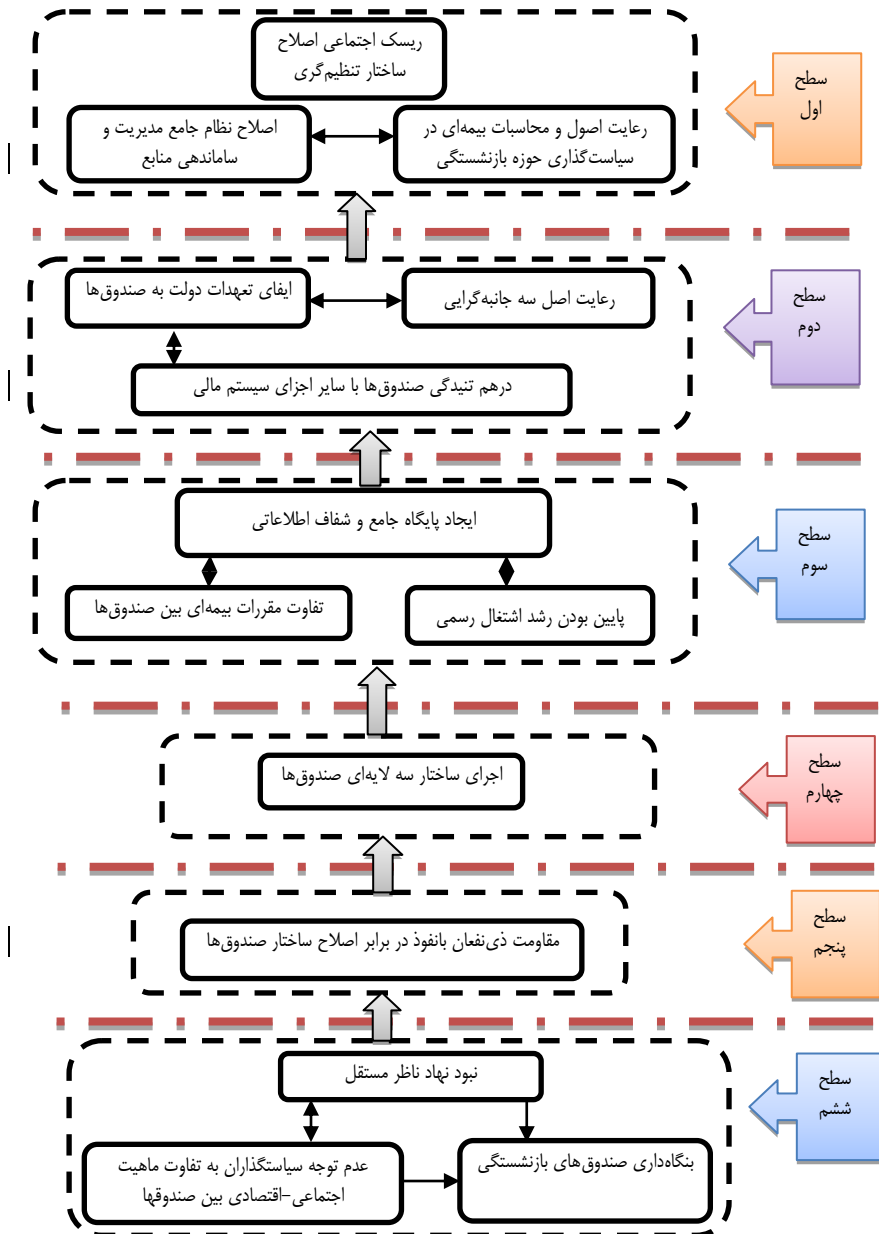 ریسک اجتماعی اصلاح
ساختار تنظیم‌گری
رعایت اصول و محاسبات بیمه‌ای در
سیاست‌گذاری حوزه بازنشستگی
اصلاح نظام جامع مدیریت و
ساماندهی منابع
سطح
اول
رعایت اصل سه جانبه‌گرایی
ایفای تعهدات دولت به صندوق‌ها
درهم تنیدگی صندوق‌ها با سایر اجزای سیستم مالی
سطح
دوم
ایجاد پایگاه جامع و شفاف اطلاعاتی
پایین بودن رشد اشتغال رسمی
تفاوت مقررات بیمه‌ای بین صندوق‌ها
سطح
سوم
اجرای ساختار سه لایه‌ای صندوق‌ها
سطح
چهارم
مقاومت ذی‌نفعان بانفوذ در برابر اصلاح ساختار صندوق‌ها
سطح
پنجم
نبود نهاد ناظر مستقل
بنگاه‌داری صندوق‌های بازنشستگی
عدم توجه سیاستگذاران به تفاوت ماهیت
اجتماعی-اقتصادی بین صندوقها
سطح
ششم